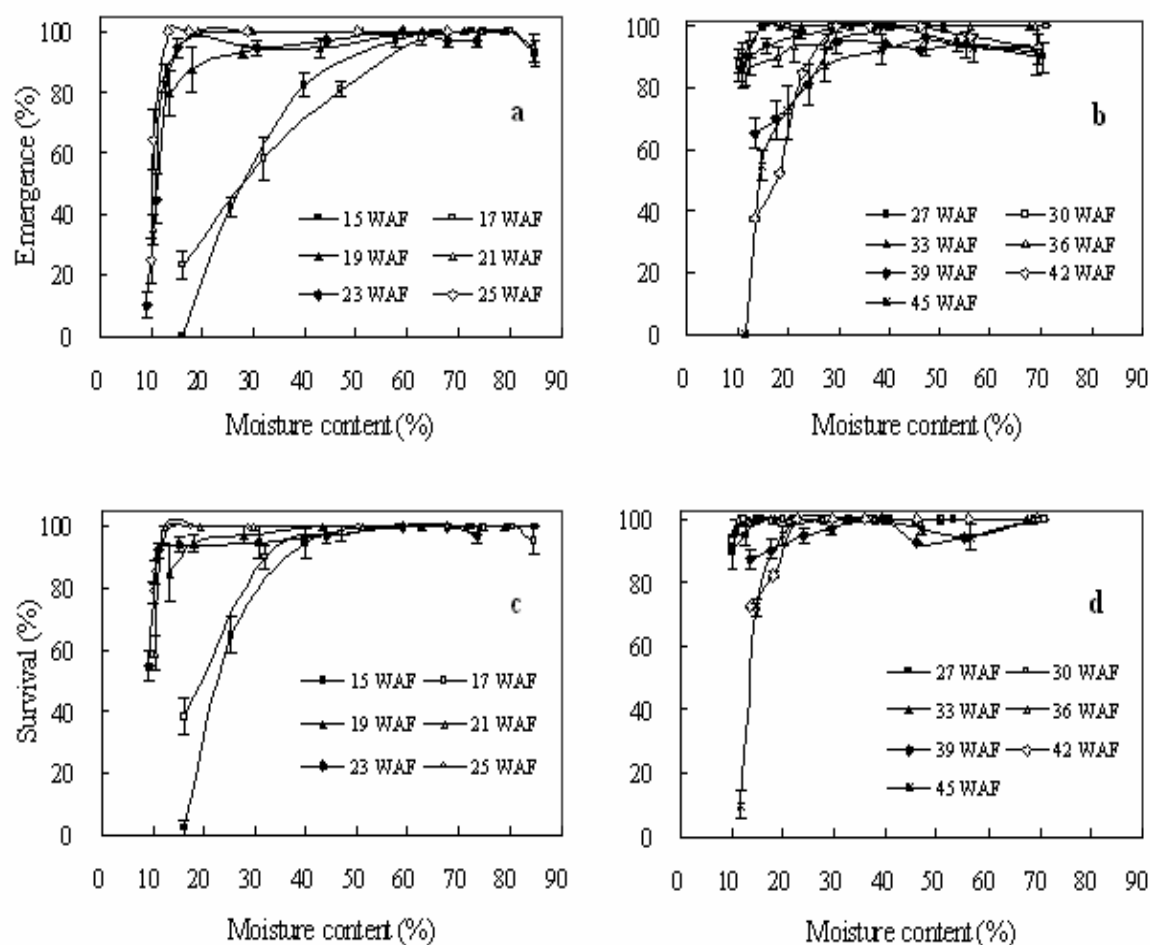 Emergence (%)
100
80
60
40
20
0
a
15 WAF 17 WAF
19 WAF 21 WAF
23 WAF 25 WAF
0 10 20 30 40 50 60 70 80 90
Moisture content (%)
100
80
60
40
20
0
b
27 WAF 30 WAF
33 WAF 36 WAF
39 WAF 42 WAF
45 WAF
0 10 20 30 40 50 60 70 80 90
Moisture content (%)
Survival (%)
100
80
60
40
20
0
c
15 WAF 17 WAF
19 WAF 21 WAF
23 WAF 25 WAF
0 10 20 30 40 50 60 70 80 90
Moisture content (%)
100
80
60
40
20
0
d
27 WAF 30 WAF
33 WAF 36 WAF
39 WAF 42 WAF
45 WAF
0 10 20 30 40 50 60 70 80 90
Moisture content (%)